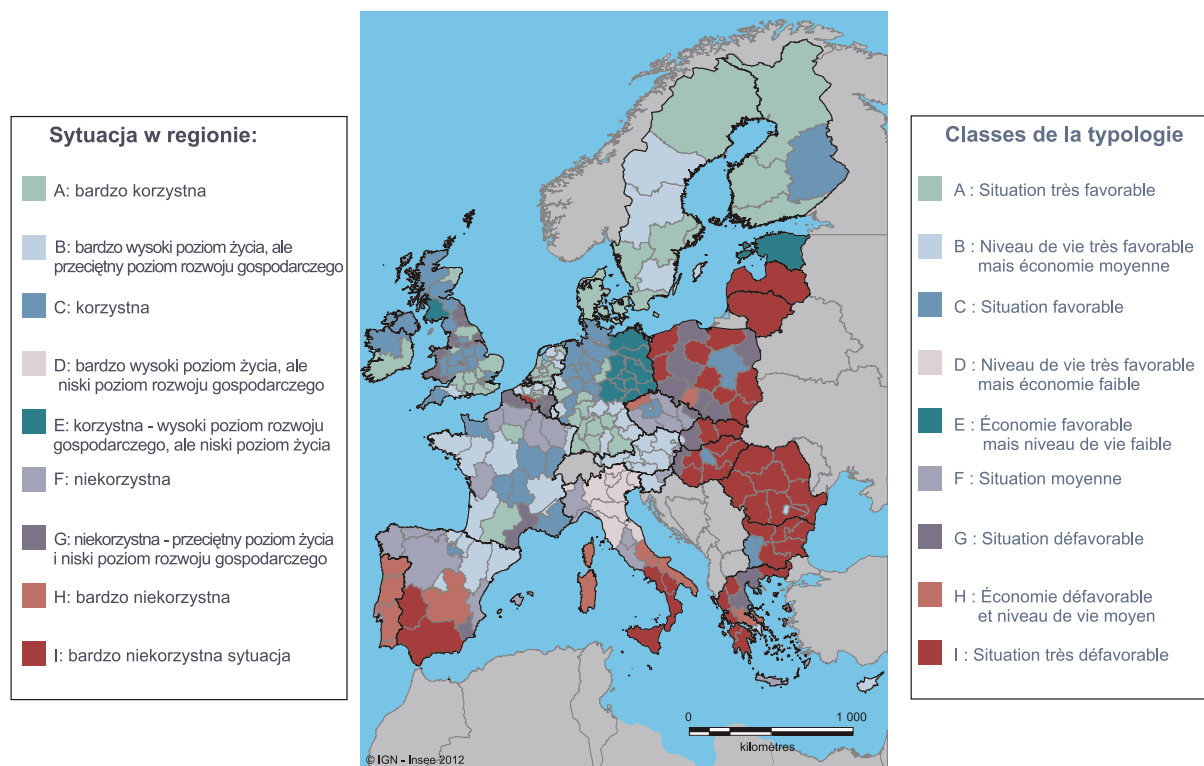 Sytuacja w regionie:
A: bardzo korzystna
B: bardzo wysoki poziom życia, ale
przeciętny poziom rozwoju gospodarczego
C: korzystna
D: bardzo wysoki poziom życia, ale
niski poziom rozwoju gospodarczego
E: korzystna - wysoki poziom rozwoju
gospodarczego, ale niski poziom życia
F: niekorzystna
G: niekorzystna - przeciętny poziom życia
i niski poziom rozwoju gospodarczego
H: bardzo niekorzystna
I: bardzo niekorzystna sytuacja
0
1 000
kilomètres
© IGN - Insee 2012
Classes de la typologie
A : Situation très favorable
B : Niveau de vie très favorable
mais économie moyenne
C : Situation favorable
D : Niveau de vie très favorable
mais économie faible
E : Économie favorable
mais niveau de vie faible
F : Situation moyenne
G : Situation défavorable
H : Économie défavorable
et niveau de vie moyen
I : Situation très défavorable